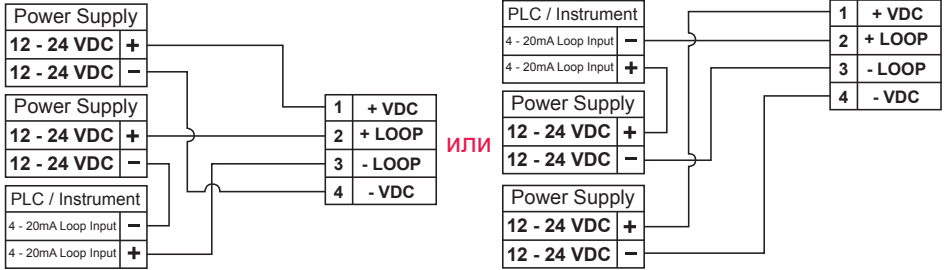 Power Supply
12 - 24 VDC +
12 - 24 VDC −
Power Supply
12 - 24 VDC +
12 - 24 VDC −
PLC / Instrument
4 - 20mA Loop Input −
4 - 20mA Loop Input +
1 + VDC
2 + LOOP
3 - LOOP
4 - VDC
или
PLC / Instrument
4 - 20mA Loop Input −
4 - 20mA Loop Input +
Power Supply
12 - 24 VDC +
12 - 24 VDC −
Power Supply
12 - 24 VDC +
12 - 24 VDC −
1 + VDC
2 + LOOP
3 - LOOP
4 - VDC